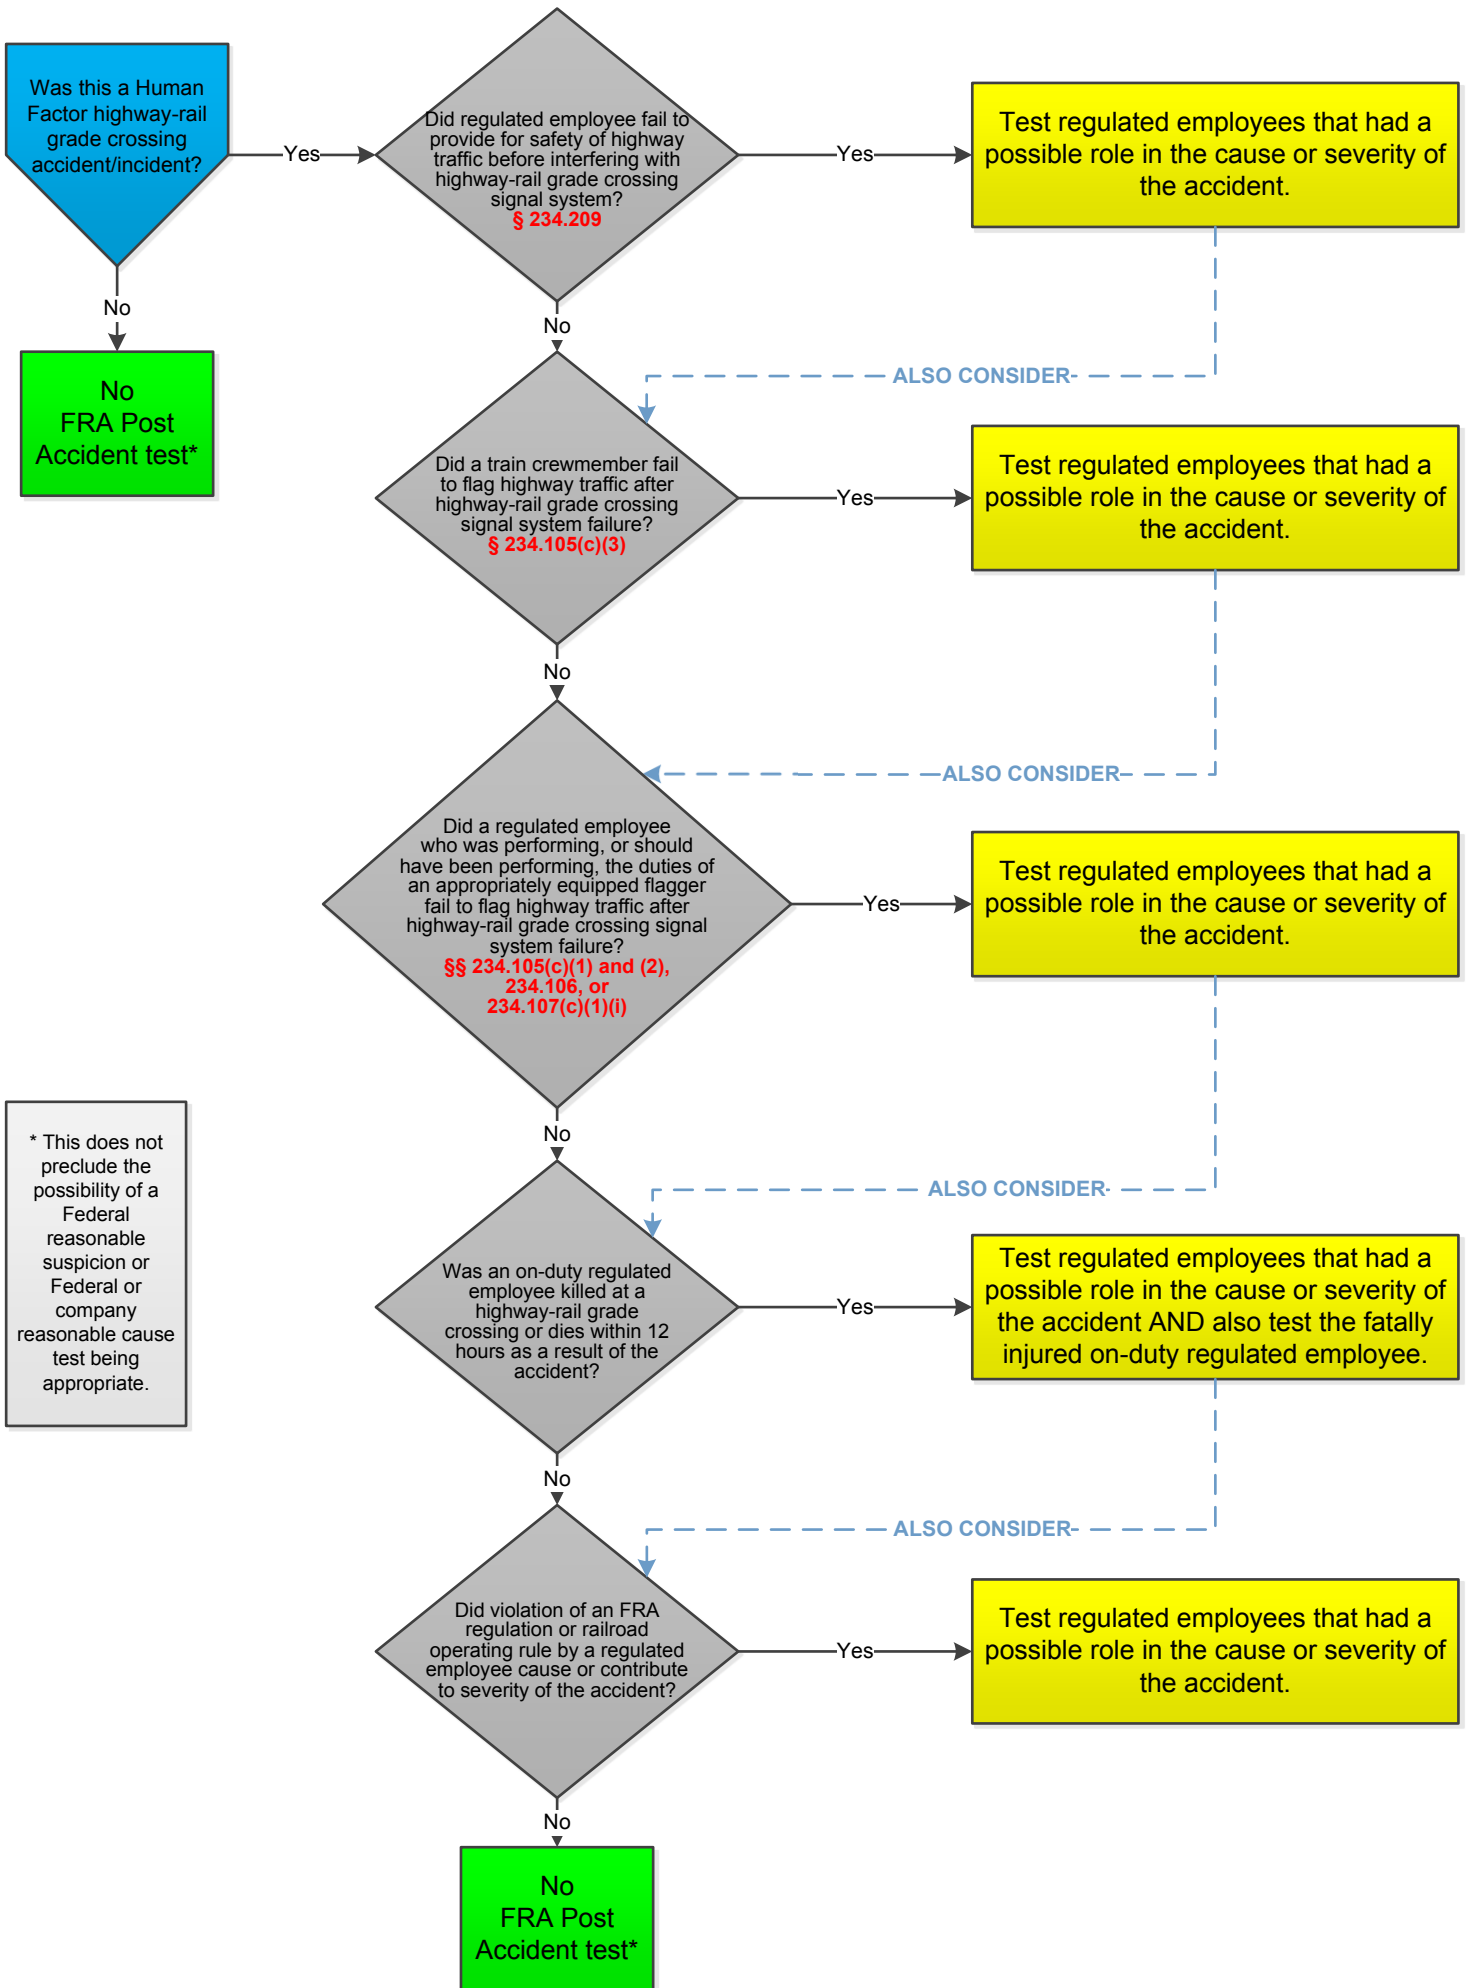 Was this a Human
Factor highway-rail
grade crossing
accident/incident?
Yes
Did regulated employee fail to
provide for safety of highway
traffic before interfering with
highway-rail grade crossing
signal system?
§ 234.209
Yes
Test regulated employees that had a
possible role in the cause or severity of
the accident.
No
No
FRA Post
Accident test*
No
ALSO CONSIDER
Did a train crewmember fail
to flag highway traffic after
highway-rail grade crossing
signal system failure?
§ 234.105(c)(3)
Yes
Test regulated employees that had a
possible role in the cause or severity of
the accident.
No
ALSO CONSIDER
Did a regulated employee
who was performing, or should
have been performing, the duties of
an appropriately equipped flagger
fail to flag highway traffic after
highway-rail grade crossing signal
system failure?
§§ 234.105(c)(1) and (2),
234.106, or
234.107(c)(1)(i)
Yes
Test regulated employees that had a
possible role in the cause or severity of
the accident.
No
ALSO CONSIDER
* This does not
preclude the
possibility of a
Federal
reasonable
suspicion or
Federal or
company
reasonable cause
test being
appropriate.
Was an on-duty regulated
employee killed at a
highway-rail grade
crossing or dies within 12
hours as a result of the
accident?
Yes
Test regulated employees that had a
possible role in the cause or severity of
the accident AND also test the fatally
injured on-duty regulated employee.
No
ALSO CONSIDER
Did violation of an FRA
regulation or railroad
operating rule by a regulated
employee cause or contribute
to severity of the accident?
Yes
Test regulated employees that had a
possible role in the cause or severity of
the accident.
No
No
FRA Post
Accident test*